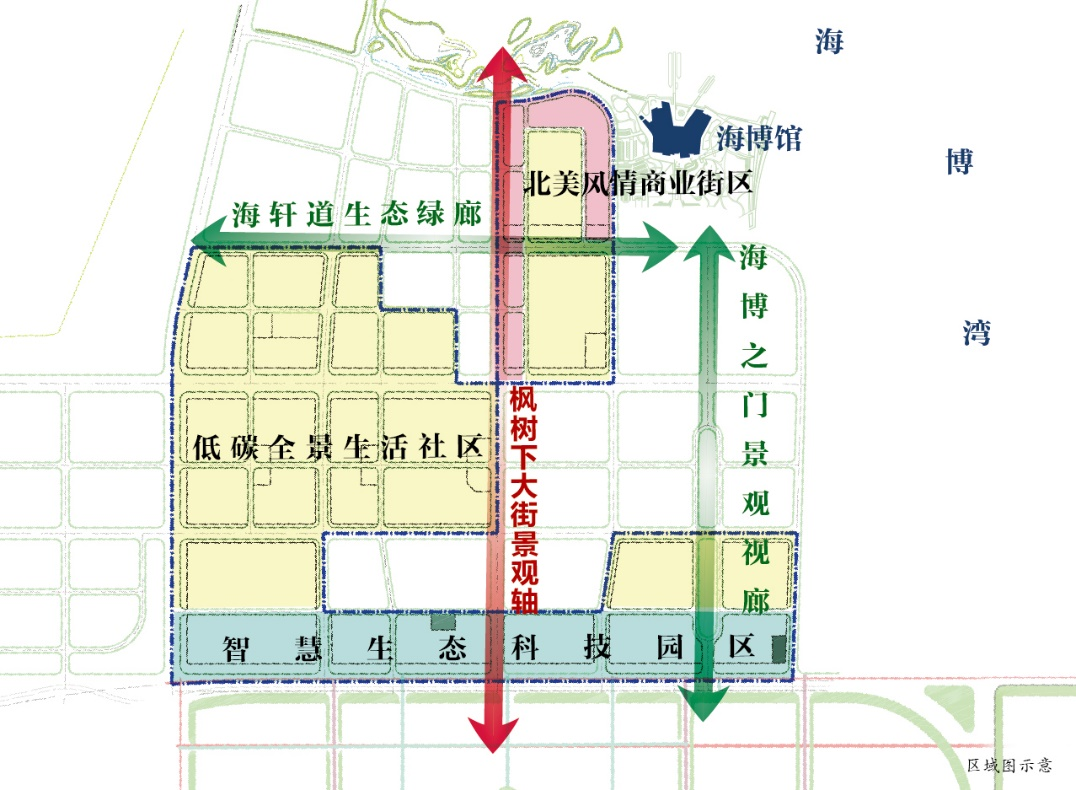 海
博
湾
海博馆
北美风情商业街区
海轩道生态绿廊
海博之门景观视廊
枫树下大街景观轴
低碳全景生活社区
智慧生态科技园区
区域图示意